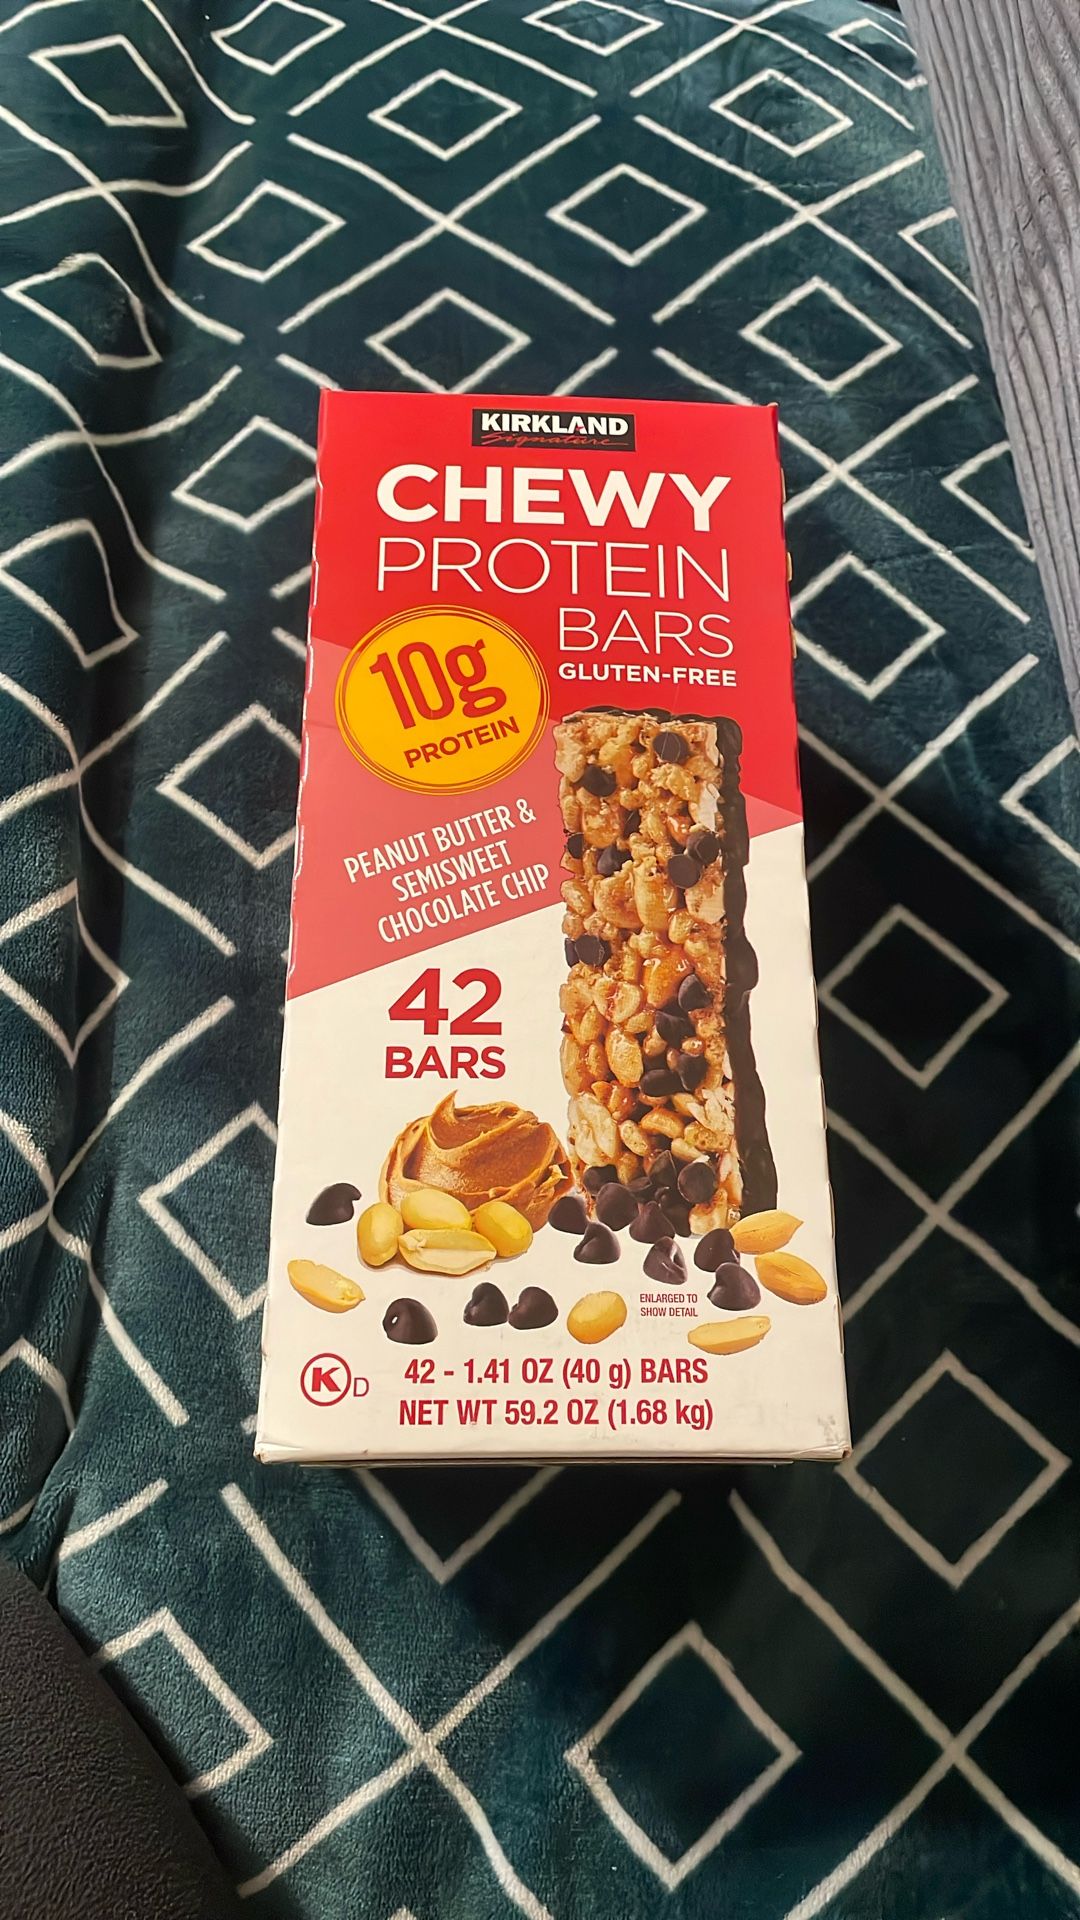 KIRKLAND
Signature
CHEWY
PROTEIN
BARS
GLUTEN-FREE
10g
PROTEIN
PEANUT BUTTER &
SEMISWEET
CHOCOLATE CHIP
42
BARS
ENLARGED TO
SHOW DETAIL
K D
42 - 1.41 OZ (40 g) BARS
NET WT 59.2 OZ (1.68 kg)